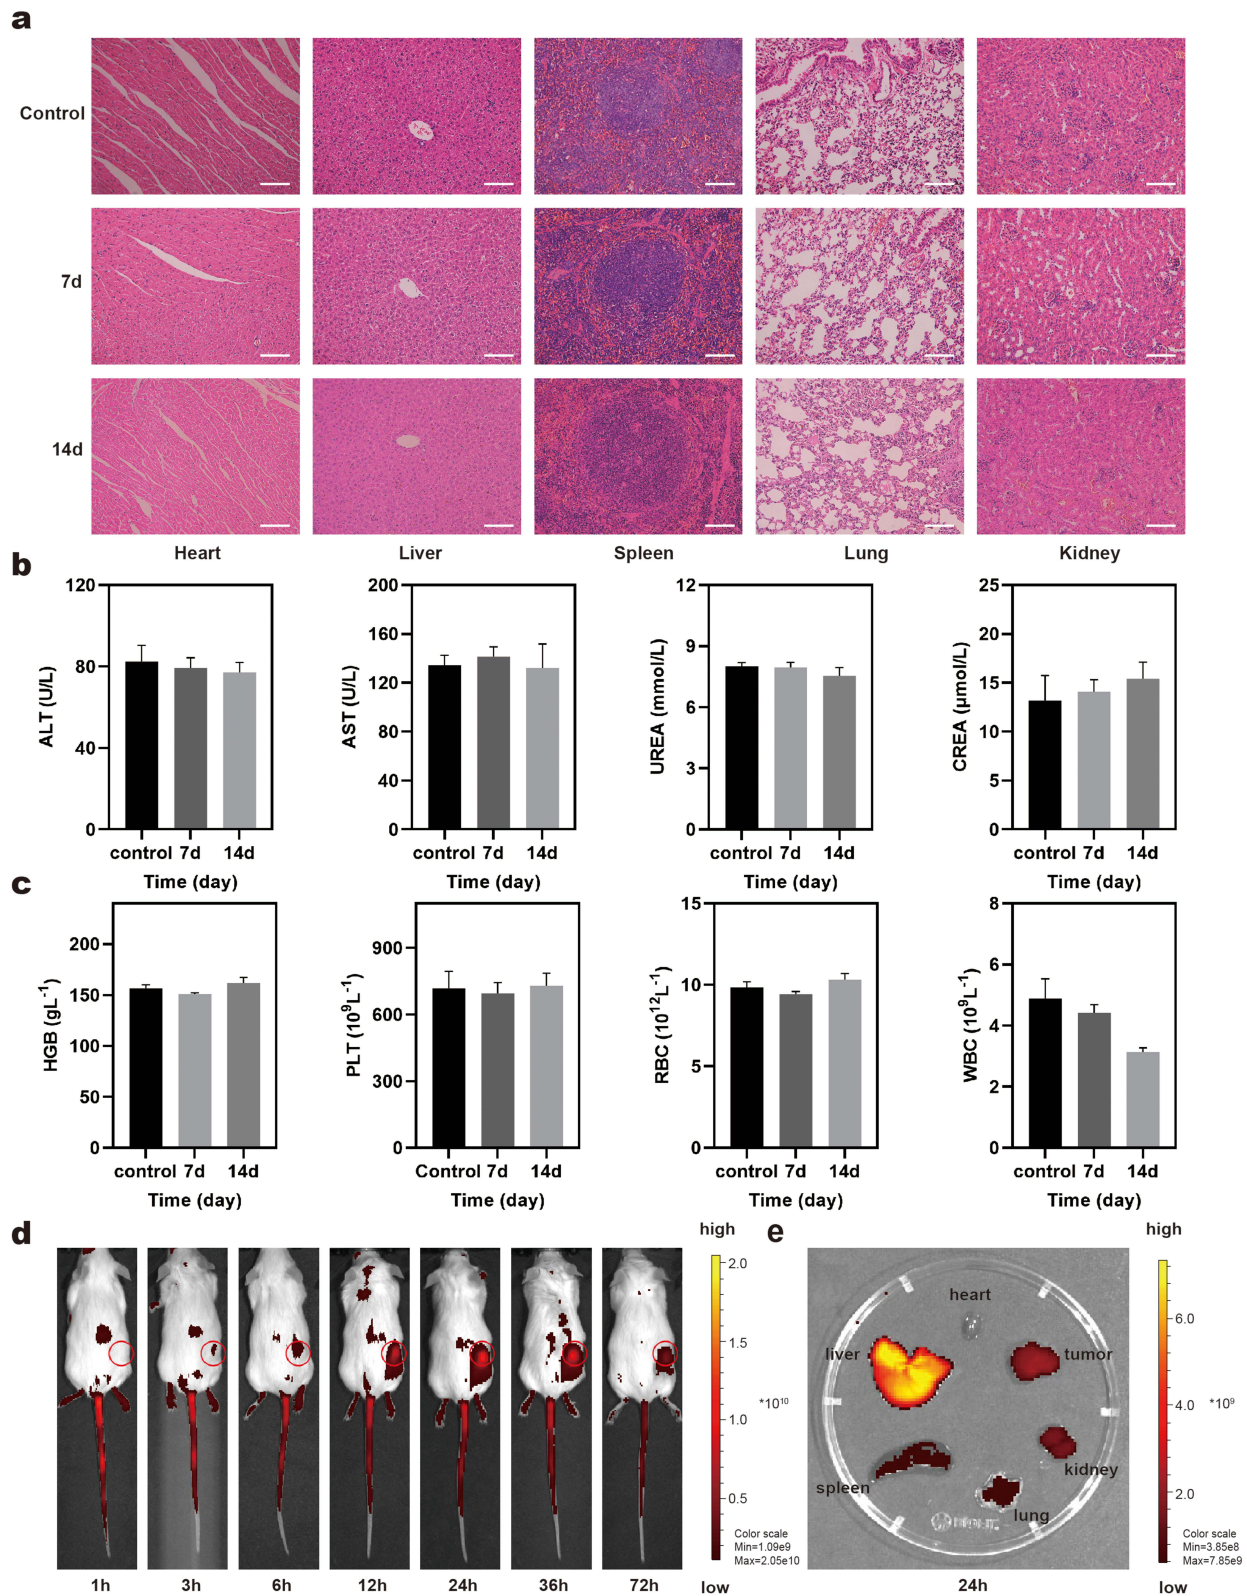 a
Control
7d
14d
Heart Liver Spleen Lung Kidney
b
ALT (U/L)
120
80
40
0
control 7d 14d
Time (day)
AST (U/L)
200
160
120
80
40
0
control 7d 14d
Time (day)
UREA (mmol/L)
12
9
6
3
0
control 7d 14d
Time (day)
CREA (μmol/L)
25
20
15
10
5
0
control 7d 14d
Time (day)
c
HGB (gL⁻¹)
200
150
100
50
0
control 7d 14d
Time (day)
PLT (10⁹L⁻¹)
900
600
300
0
Control 7d 14d
Time (day)
RBC (10¹²L⁻¹)
15
10
5
0
control 7d 14d
Time (day)
WBC (10⁹L⁻¹)
8
6
4
2
0
control 7d 14d
Time (day)
d
high
2.0
1.5
*10¹⁰
1.0
0.5
Color scale
Min=1.09e9
Max=2.05e10
low
1h 3h 6h 12h 24h 36h 72h
e
heart
liver
tumor
kidney
spleen
lung
24h
high
6.0
4.0
*10⁹
2.0
Color scale
Min=3.85e8
Max=7.85e9
low